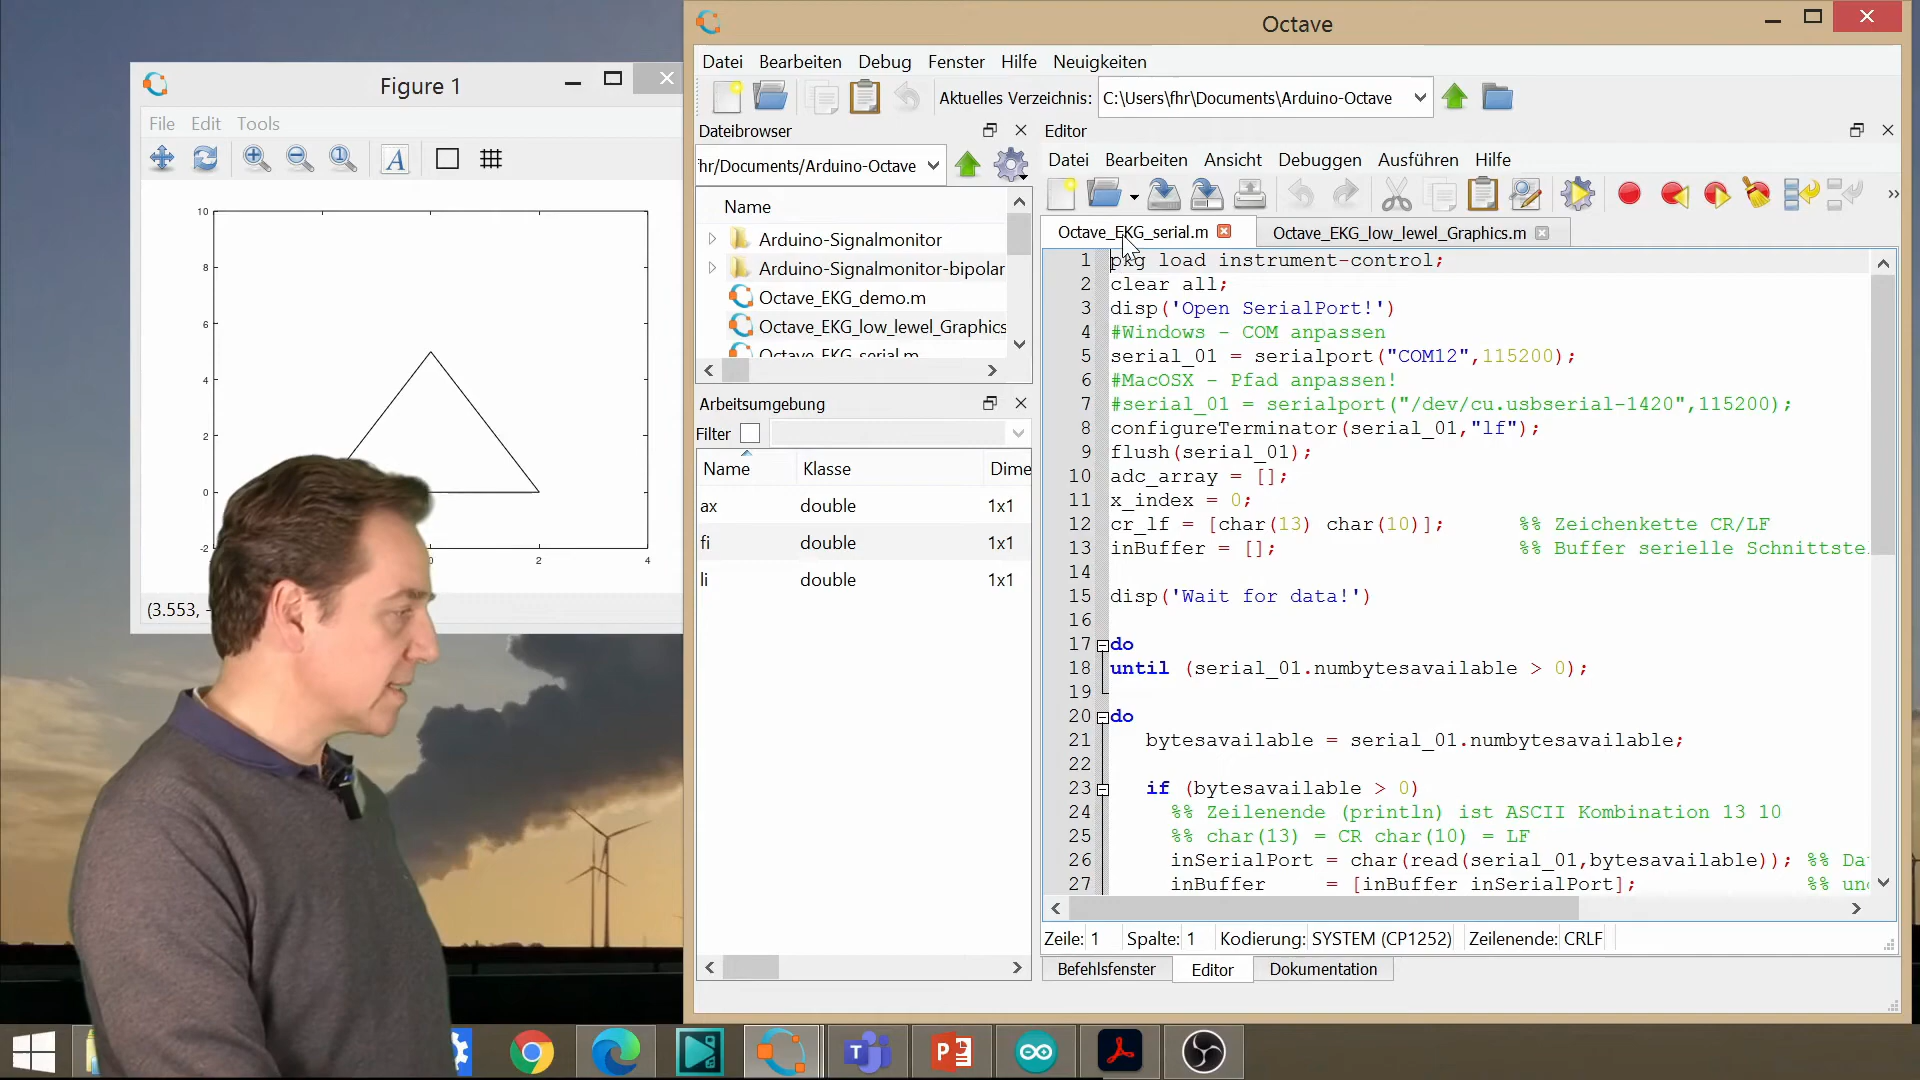 Octave
Figure 1
File Edit Tools
10
8
6
4
2
0
-2
0
2
4
(3.553, -
Datei Bearbeiten Debug Fenster Hilfe Neuigkeiten
Aktuelles Verzeichnis: C:\Users\fhr\Documents\Arduino-Octave
Dateibrowser
hr/Documents/Arduino-Octave
Name
Arduino-Signalmonitor
Arduino-Signalmonitor-bipolar
Octave_EKG_demo.m
Octave_EKG_low_lewel_Graphics
Octave_EKG_serial.m
Arbeitsumgebung
Filter
Name Klasse Dime
ax double 1x1
fi double 1x1
li double 1x1
Editor
Datei Bearbeiten Ansicht Debuggen Ausführen Hilfe
Octave_EKG_serial.m Octave_EKG_low_lewel_Graphics.m
1 pkg load instrument-control;
2 clear all;
3 disp('Open SerialPort!')
4 #Windows - COM anpassen
5 serial_01 = serialport("COM12",115200);
6 #MacOSX - Pfad anpassen!
7 #serial_01 = serialport("/dev/cu.usbserial-1420",115200);
8 configureTerminator(serial_01,"lf");
9 flush(serial_01);
10 adc_array = [];
11 x_index = 0;
12 cr_lf = [char(13) char(10)]; %% Zeichenkette CR/LF
13 inBuffer = []; %% Buffer serielle Schnittste
14
15 disp('Wait for data!')
16
17 do
18 until (serial_01.numbytesavailable > 0);
19
20 do
21 bytesavailable = serial_01.numbytesavailable;
22
23 if (bytesavailable > 0)
24 %% Zeilenende (println) ist ASCII Kombination 13 10
25 %% char(13) = CR char(10) = LF
26 inSerialPort = char(read(serial_01,bytesavailable)); %% Da
27 inBuffer = [inBuffer inSerialPort]; %% un
Zeile: 1 Spalte: 1 Kodierung: SYSTEM (CP1252) Zeilenende: CRLF
Befehlsfenster Editor Dokumentation